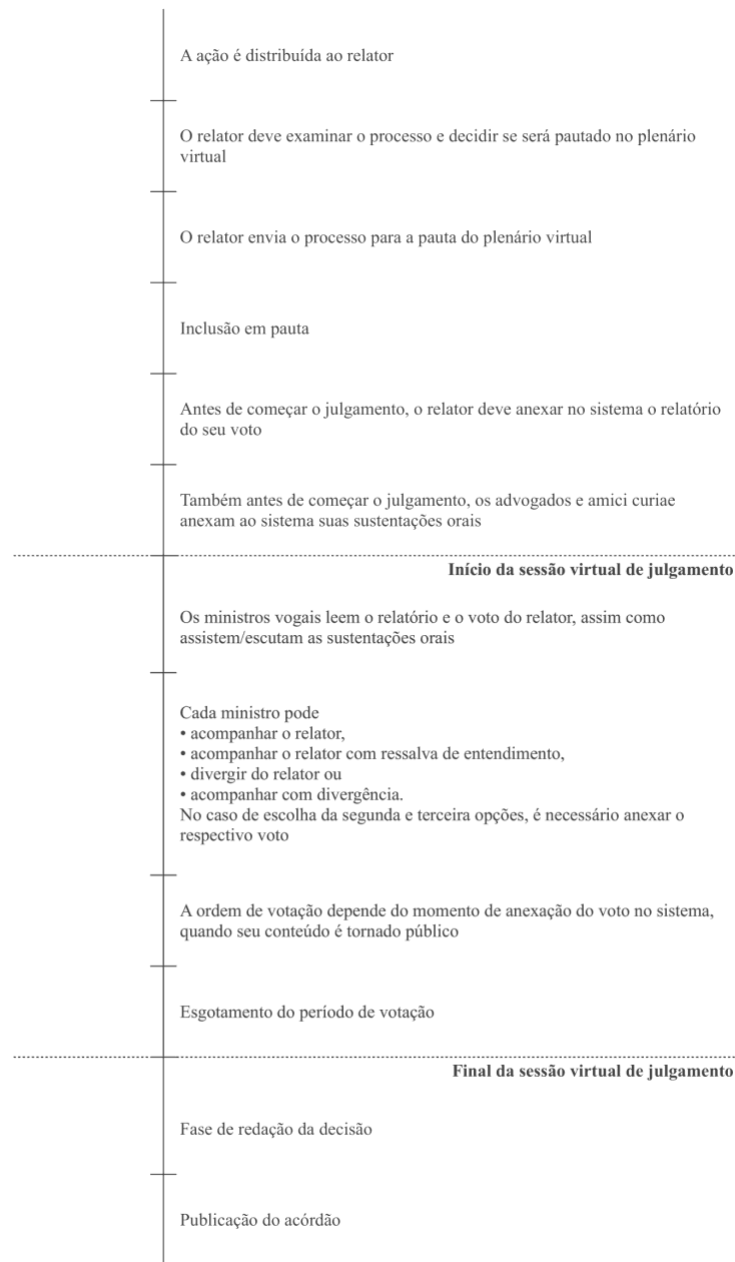 A ação é distribuída ao relator
O relator deve examinar o processo e decidir se será pautado no plenário
virtual
O relator envia o processo para a pauta do plenário virtual
Inclusão em pauta
Antes de começar o julgamento, o relator deve anexar no sistema o relatório
do seu voto
Também antes de começar o julgamento, os advogados e amici curiae
anexam ao sistema suas sustentações orais
Início da sessão virtual de julgamento
Os ministros vogais leem o relatório e o voto do relator, assim como
assistem/escutam as sustentações orais
Cada ministro pode
• acompanhar o relator,
• acompanhar o relator com ressalva de entendimento,
• divergir do relator ou
• acompanhar com divergência.
No caso de escolha da segunda e terceira opções, é necessário anexar o
respectivo voto
A ordem de votação depende do momento de anexação do voto no sistema,
quando seu conteúdo é tornado público
Esgotamento do período de votação
Final da sessão virtual de julgamento
Fase de redação da decisão
Publicação do acórdão